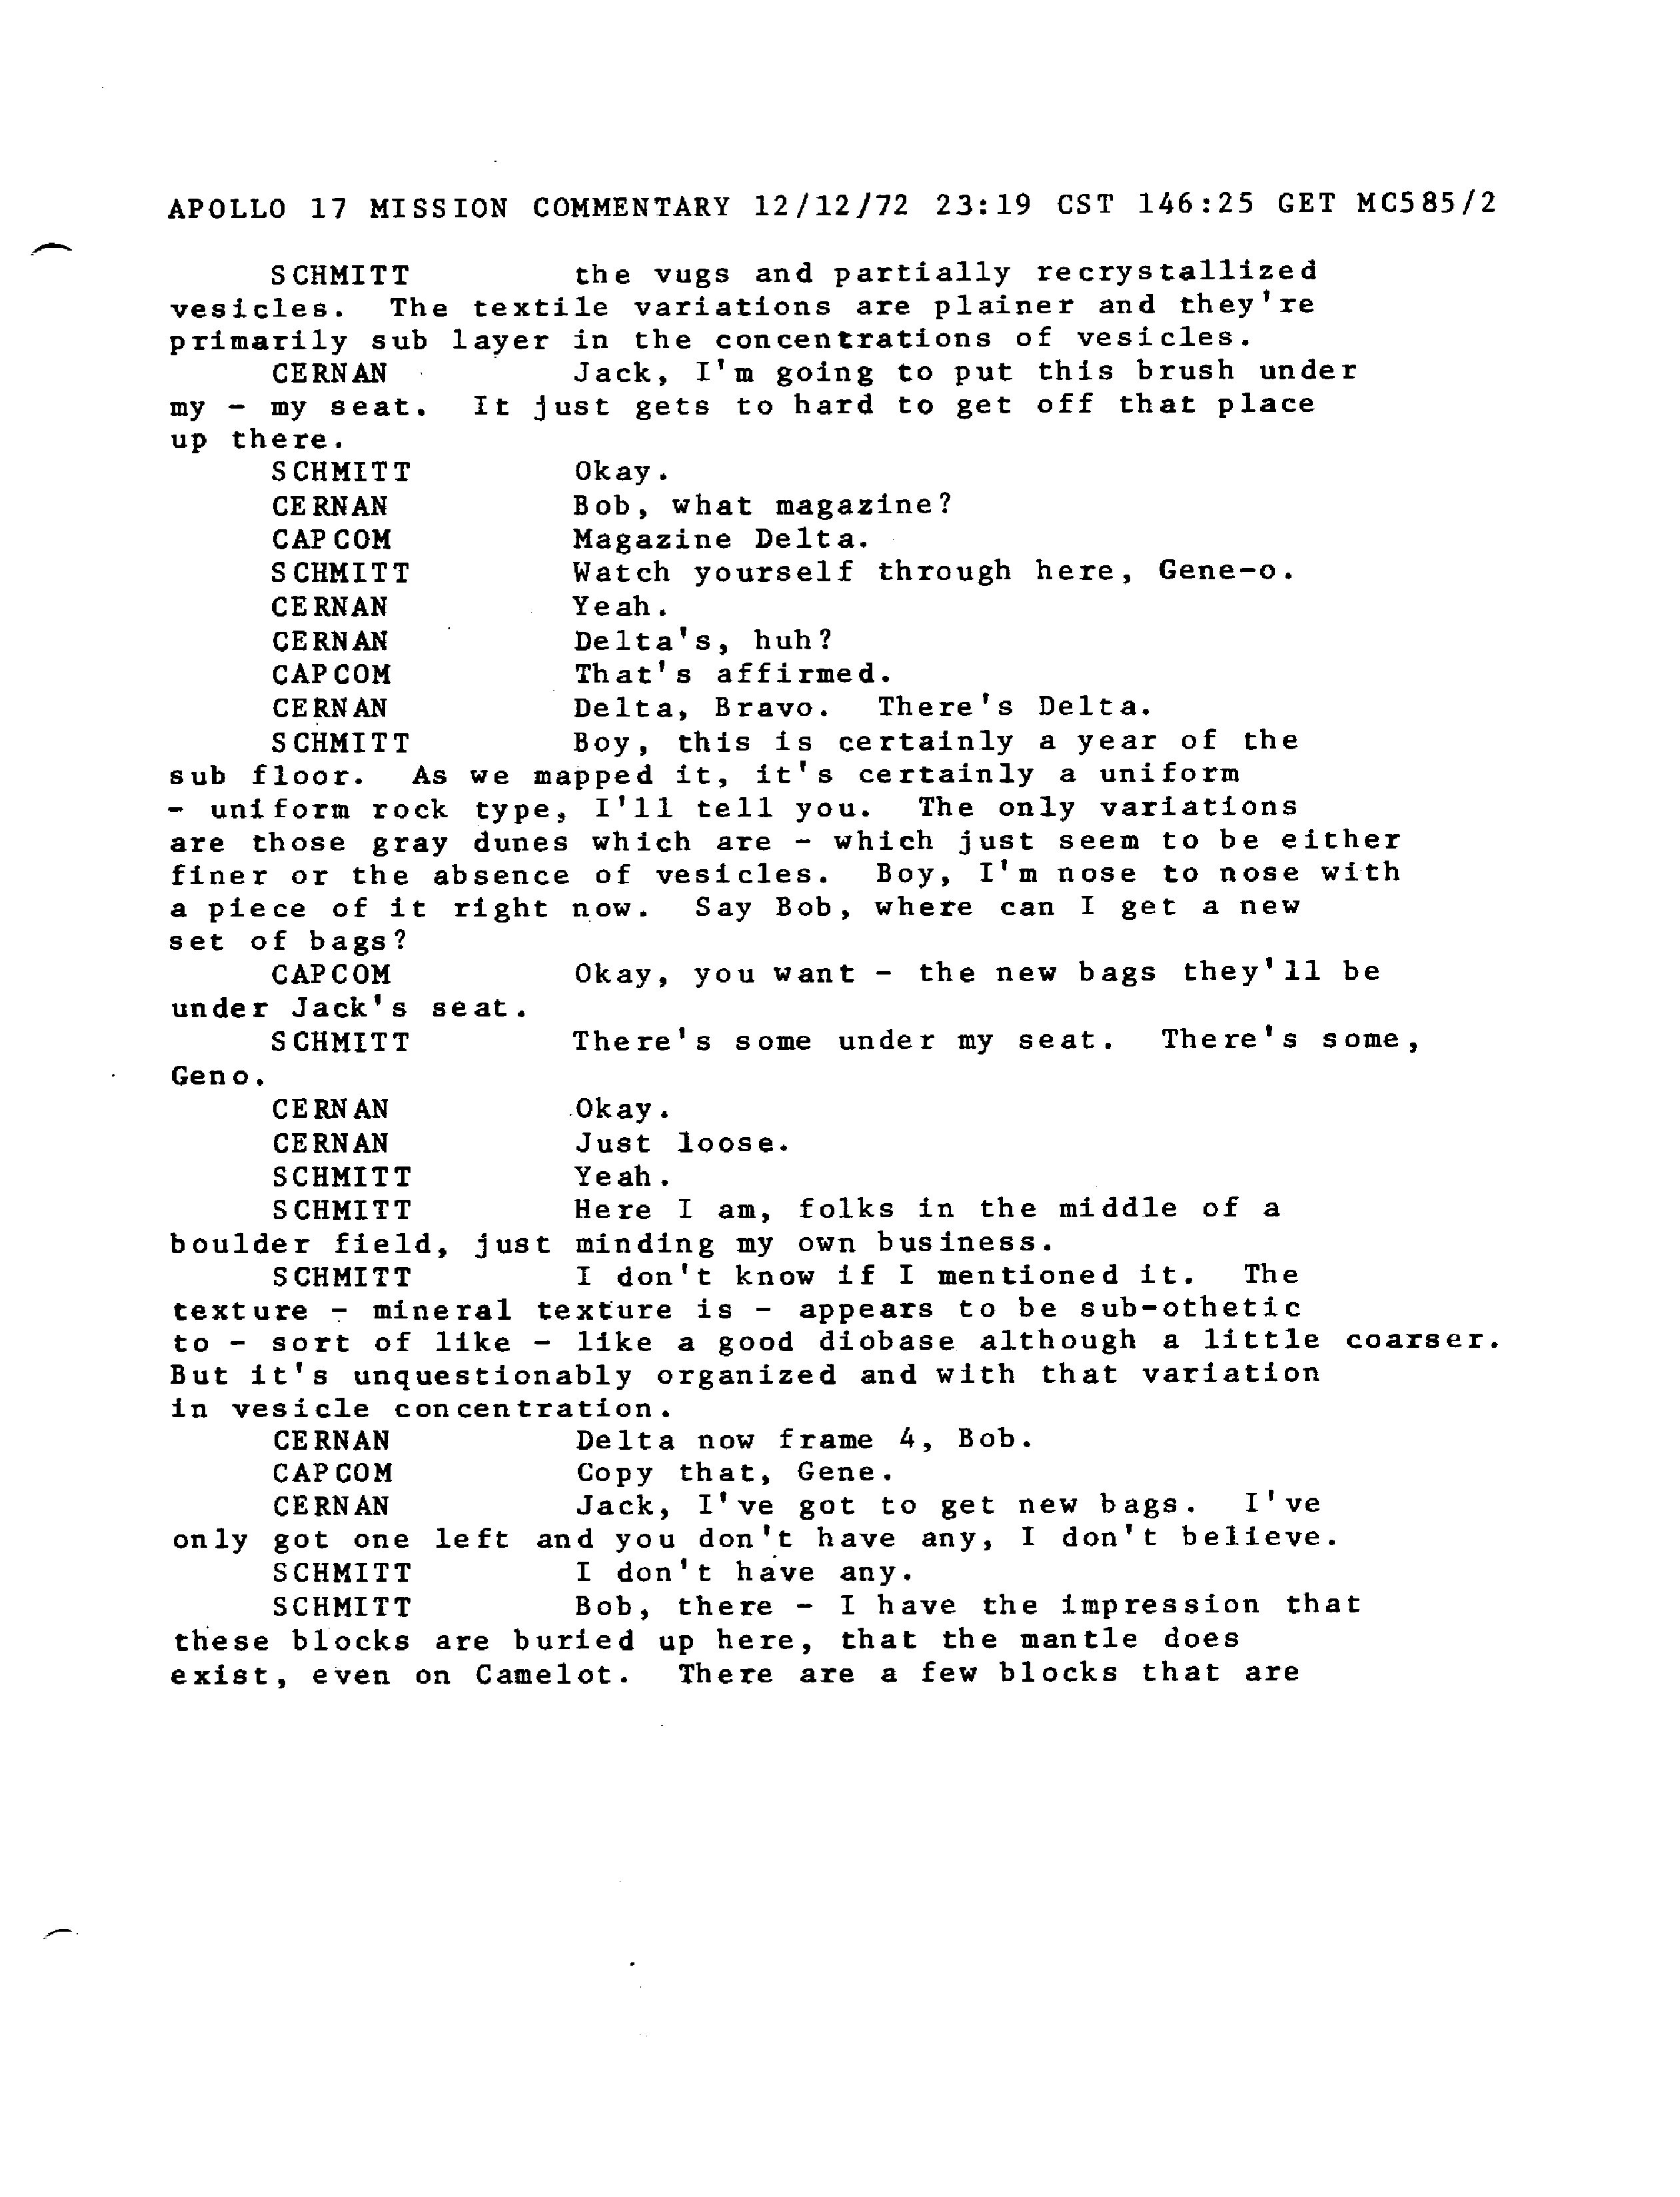 APOLLO 17 MISSION COMMENTARY 12/12/72 23:19 CST 146:25 GET MC585/2
SCHMITT the vugs and partially recrystallized
vesicles. The textile variations are plainer and they're
primarily sub layer in the concentrations of vesicles.
CERNAN Jack, I'm going to put this brush under
my - my seat. It just gets to hard to get off that place
up there.
SCHMITT Okay.
CERNAN Bob, what magazine?
CAPCOM Magazine Delta.
SCHMITT Watch yourself through here, Gene-o.
CERNAN Yeah.
CERNAN Delta's, huh?
CAPCOM That's affirmed.
CERNAN Delta, Bravo. There's Delta.
SCHMITT Boy, this is certainly a year of the
sub floor. As we mapped it, it's certainly a uniform
- uniform rock type, I'll tell you. The only variations
are those gray dunes which are - which just seem to be either
finer or the absence of vesicles. Boy, I'm nose to nose with
a piece of it right now. Say Bob, where can I get a new
set of bags?
CAPCOM Okay, you want - the new bags they'll be
under Jack's seat.
SCHMITT There's some under my seat. There's some,
Geno.
CERNAN Okay.
CERNAN Just loose.
SCHMITT Yeah.
SCHMITT Here I am, folks in the middle of a
boulder field, just minding my own business.
SCHMITT I don't know if I mentioned it. The
texture - mineral texture is - appears to be sub-othetic
to - sort of like - like a good diobase although a little coarser.
But it's unquestionably organized and with that variation
in vesicle concentration.
CERNAN Delta now frame 4, Bob.
CAPCOM Copy that, Gene.
CERNAN Jack, I've got to get new bags. I've
only got one left and you don't have any, I don't believe.
SCHMITT I don't have any.
SCHMITT Bob, there - I have the impression that
these blocks are buried up here, that the mantle does
exist, even on Camelot. There are a few blocks that are